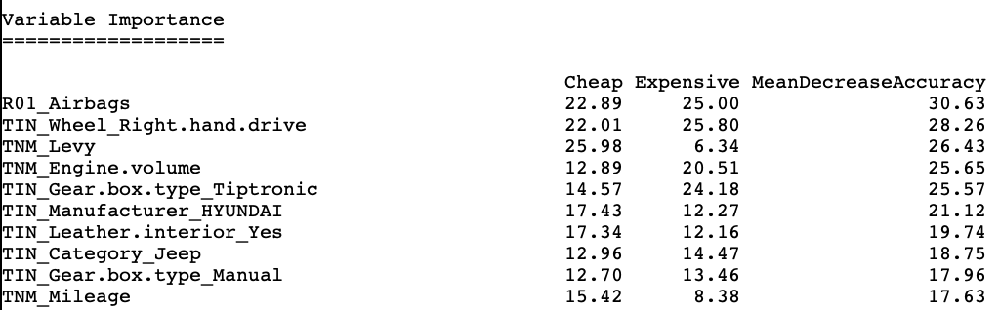 Variable Importance
===================
Cheap Expensive MeanDecreaseAccuracy
R01_Airbags 22.89 25.00 30.63
TIN_Wheel_Right.hand.drive 22.01 25.80 28.26
TNM_Levy 25.98 6.34 26.43
TNM_Engine.volume 12.89 20.51 25.65
TIN_Gear.box.type_Tiptronic 14.57 24.18 25.57
TIN_Manufacturer_HYUNDAI 17.43 12.27 21.12
TIN_Leather.interior_Yes 17.34 12.16 19.74
TIN_Category_Jeep 12.96 14.47 18.75
TIN_Gear.box.type_Manual 12.70 13.46 17.96
TNM_Mileage 15.42 8.38 17.63